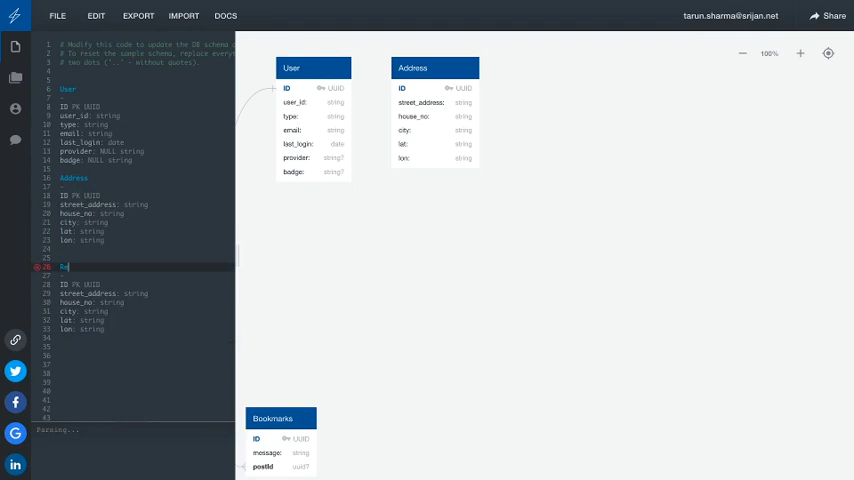 FILE EDIT EXPORT IMPORT DOCS tarun.sharma@srijan.net Share
1 # Modify this code to update the DB schema
2 # To reset the sample schema, replace everyt
3 # two dots ('..' - without quotes).
4
5
6 User
7 -
8 ID PK UUID
9 user_id: string
10 type: string
11 email: string
12 last_login: date
13 provider: NULL string
14 badge: NULL string
15
16 Address
17 -
18 ID PK UUID
19 street_address: string
20 house_no: string
21 city: string
22 lat: string
23 lon: string
24
25
26 Re
27 -
28 ID PK UUID
29 street_address: string
30 house_no: string
31 city: string
32 lat: string
33 lon: string
34
35
36
37
38
39
40
41
42
43
Parsing...
100%
User
ID UUID
user_id: string
type: string
email: string
last_login: date
provider: string?
badge: string?
Address
ID UUID
street_address: string
house_no: string
city: string
lat: string
lon: string
Bookmarks
ID UUID
message: string
postId uuid?